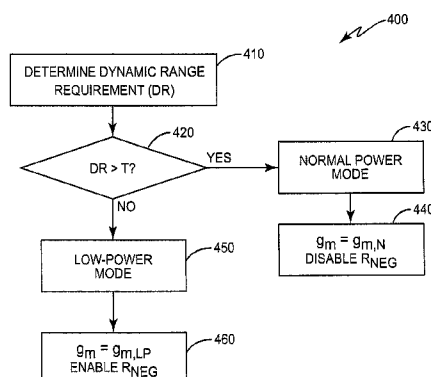 400
410
DETERMINE DYNAMIC RANGE
REQUIREMENT (DR)
420
DR > T?
YES
NO
430
NORMAL POWER
MODE
440
gm = gm,N
DISABLE RNEG
450
LOW-POWER
MODE
460
gm = gm,LP
ENABLE RNEG